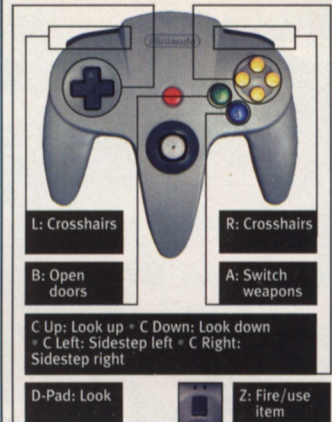 Nintendo
L: Crosshairs
R: Crosshairs
B: Open
doors
A: Switch
weapons
C Up: Look up • C Down: Look down
• C Left: Sidestep left • C Right:
Sidestep right
D-Pad: Look
Z: Fire/use
item